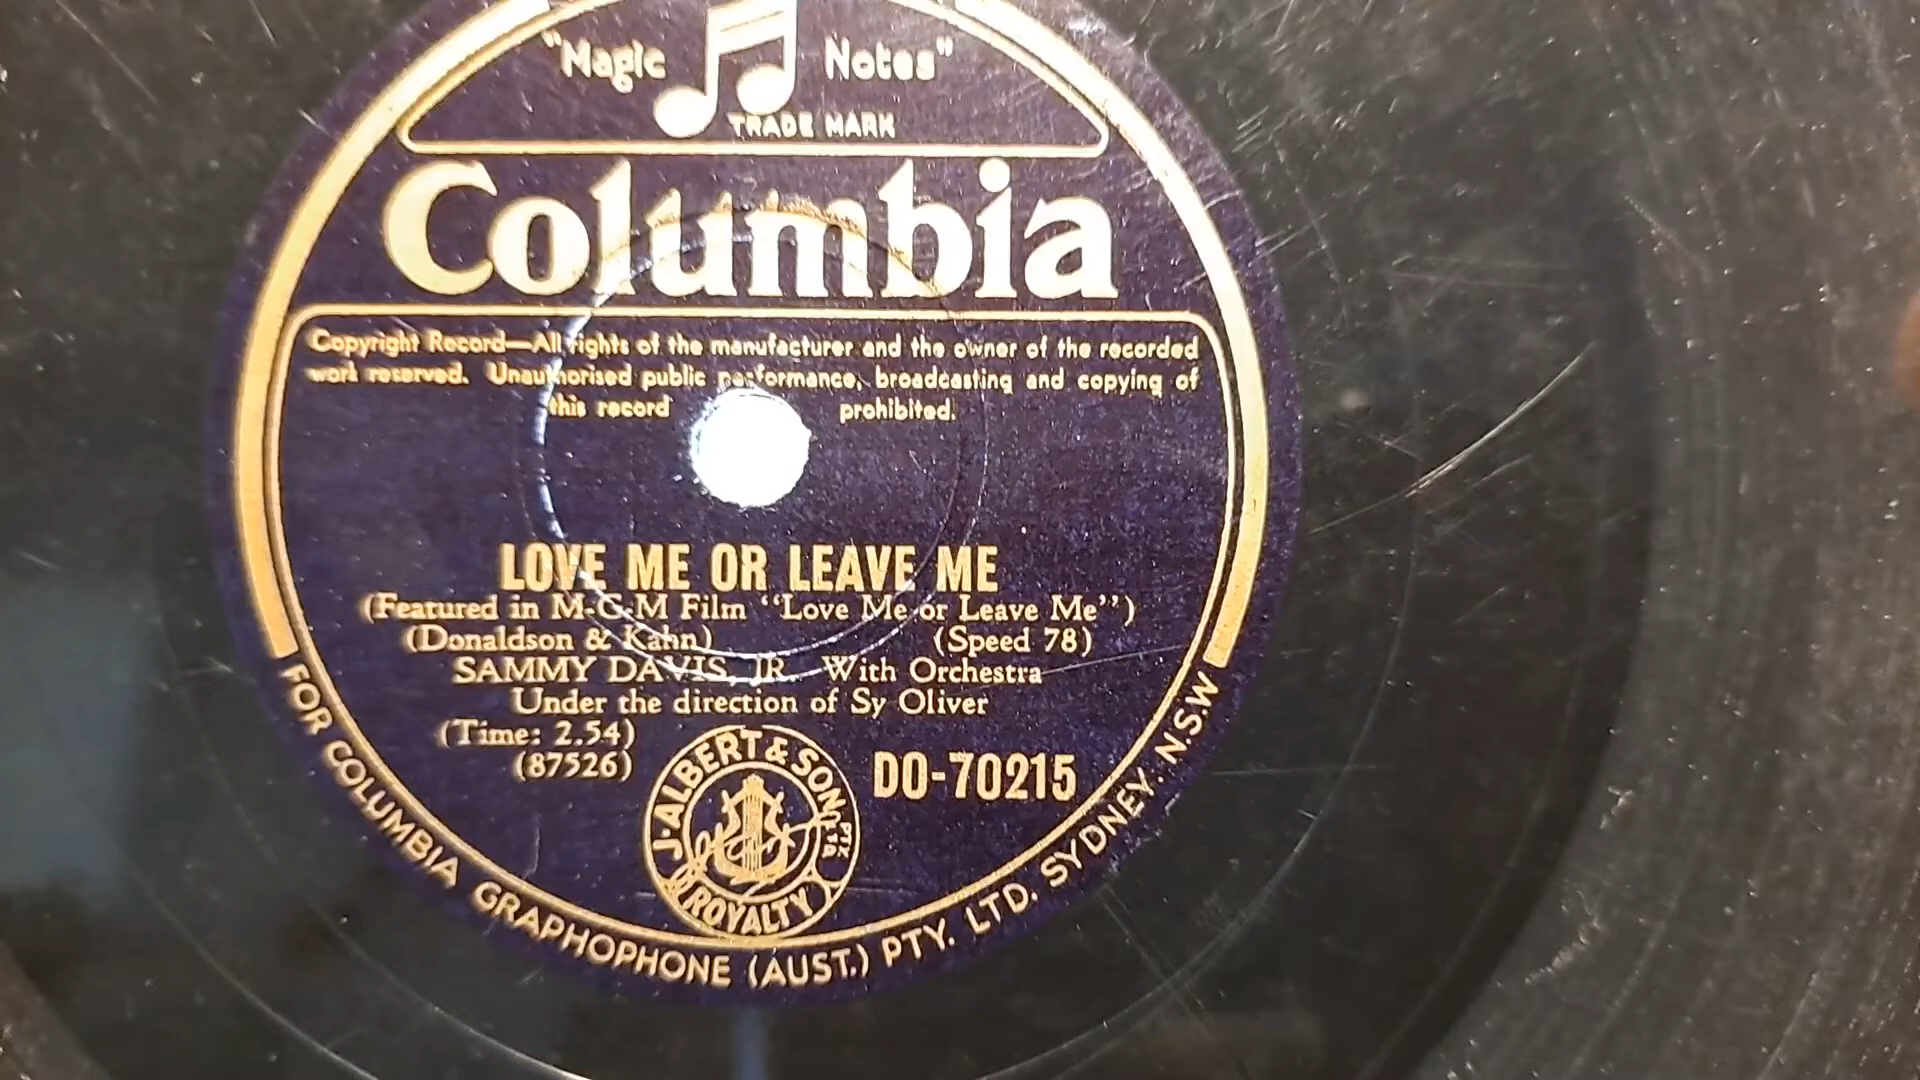 "Magic Notes"
TRADE MARK
Columbia
Copyright Record—All rights of the manufacturer and the owner of the recorded
work reserved. Unauthorised public performance, broadcasting and copying of
this record prohibited.
LOVE ME OR LEAVE ME
(Featured in M-G-M Film "Love Me or Leave Me")
(Donaldson & Kahn) (Speed 78)
SAMMY DAVIS, JR. With Orchestra
Under the direction of Sy Oliver
(Time: 2.54)
(87526)
DO-70215
J. ALBERT & SON PTY LTD
ROYALTY
FOR COLUMBIA GRAPHOPHONE (AUST.) PTY. LTD. SYDNEY. N.S.W